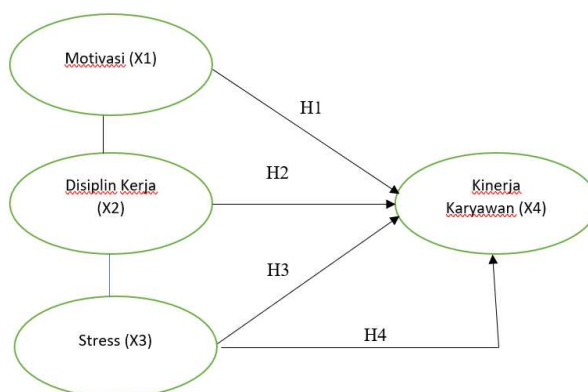 Motivasi (X1)
H1
Disiplin Kerja
(X2)
H2
Kinerja
Karyawan (X4)
H3
Stress (X3)
H4